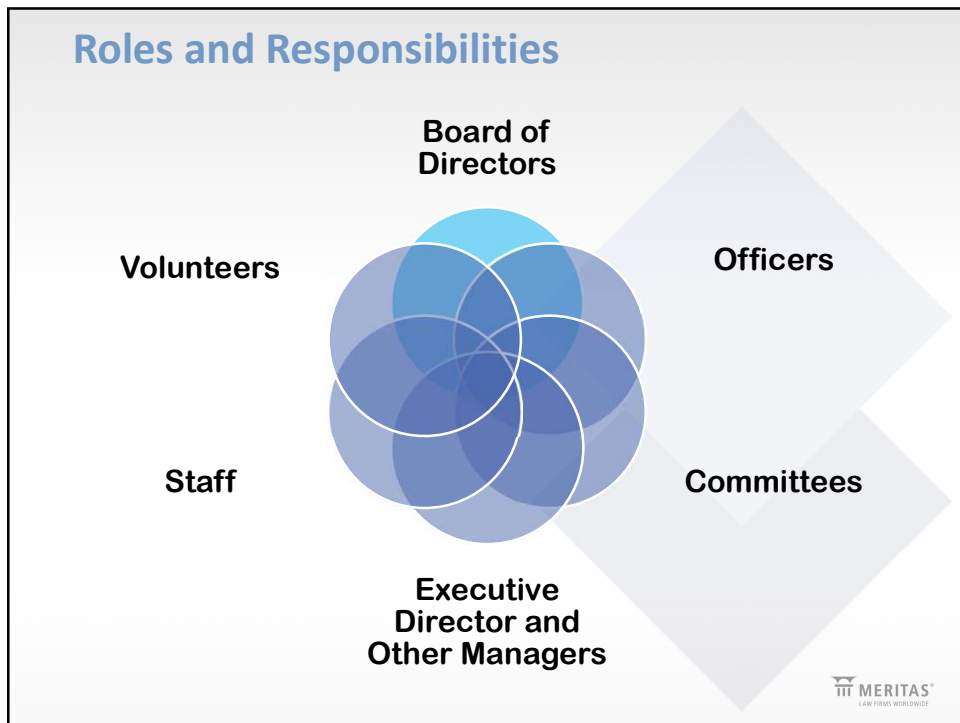 Roles and Responsibilities
Board of
Directors
Volunteers
Officers
Staff
Committees
Executive
Director and
Other Managers
MERITAS®
LAW FIRMS WORLDWIDE